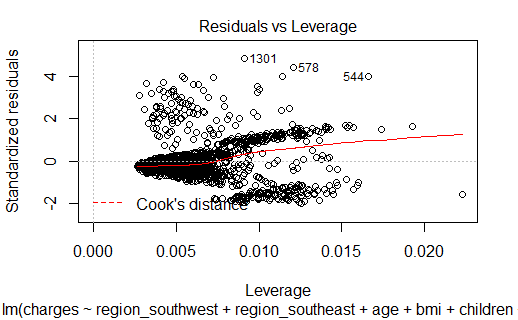 Residuals vs Leverage
Standardized residuals
4
2
0
-2
1301
578
544
Cook's distance
0.000
0.005
0.010
0.015
0.020
Leverage
lm(charges ~ region_southwest + region_southeast + age + bmi + children